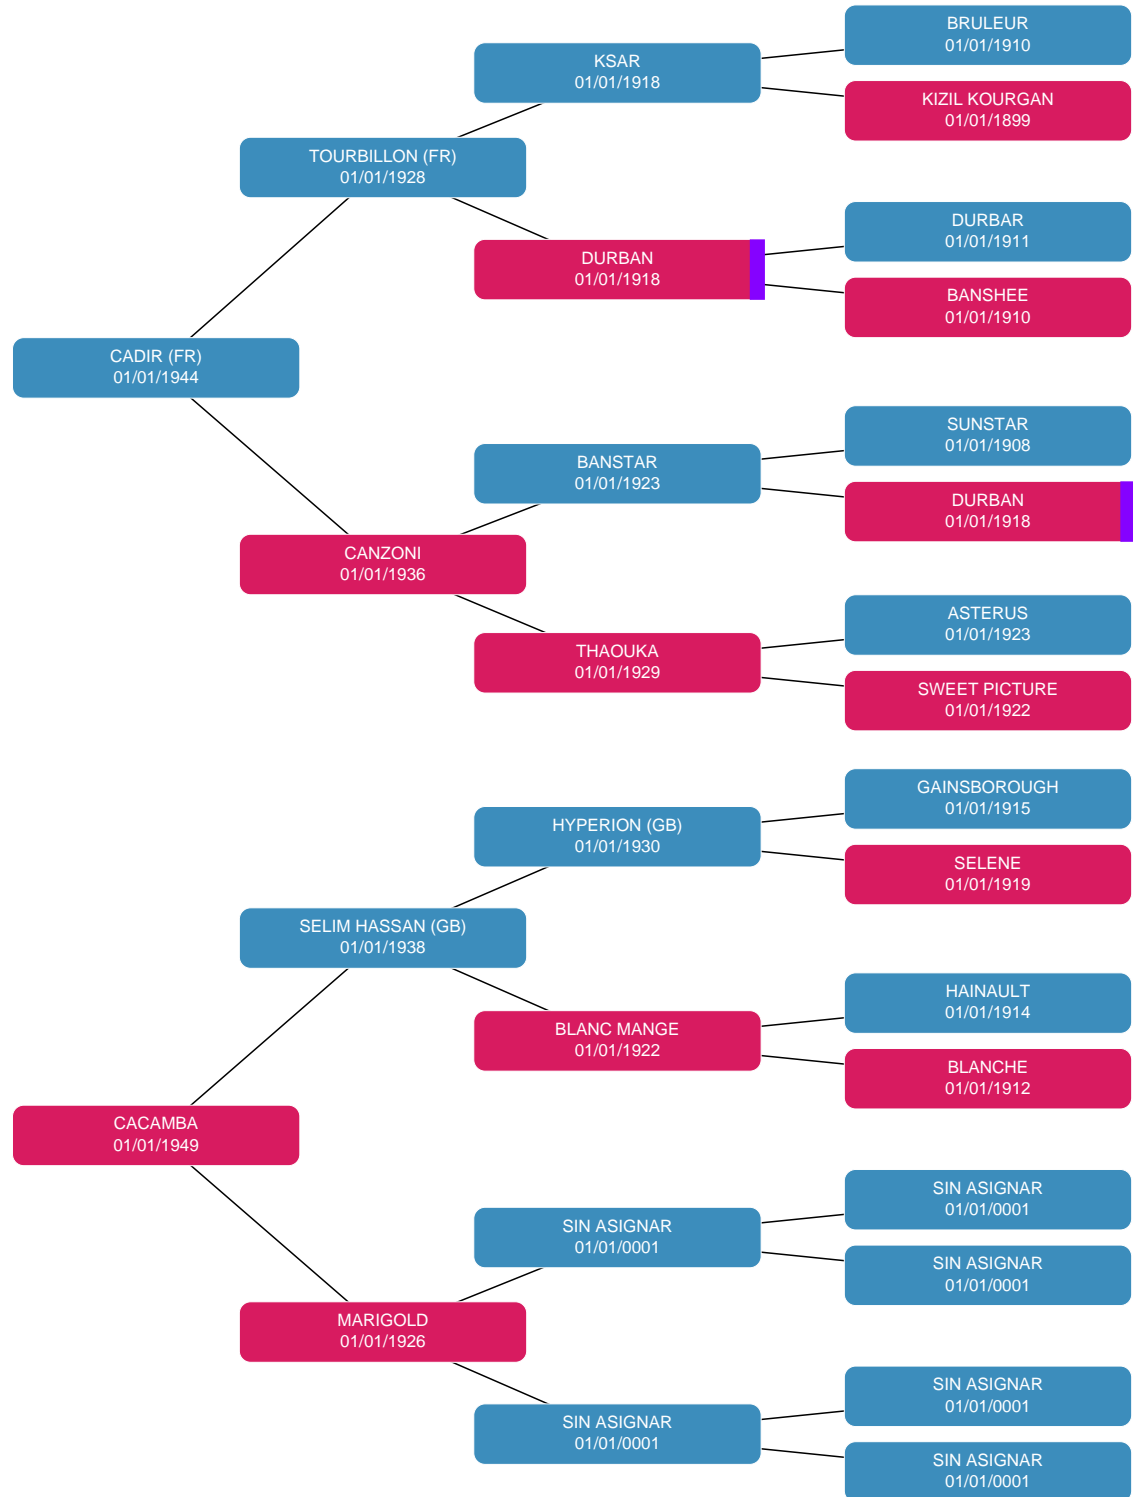 BRULEUR
01/01/1910
KSAR
01/01/1918
KIZIL KOURGAN
01/01/1899
TOURBILLON (FR)
01/01/1928
DURBAR
01/01/1911
DURBAN
01/01/1918
BANSHEE
01/01/1910
CADIR (FR)
01/01/1944
SUNSTAR
01/01/1908
BANSTAR
01/01/1923
DURBAN
01/01/1918
CANZONI
01/01/1936
ASTERUS
01/01/1923
THAOUKA
01/01/1929
SWEET PICTURE
01/01/1922
GAINSBOROUGH
01/01/1915
HYPERION (GB)
01/01/1930
SELENE
01/01/1919
SELIM HASSAN (GB)
01/01/1938
HAINAULT
01/01/1914
BLANC MANGE
01/01/1922
BLANCHE
01/01/1912
CACAMBA
01/01/1949
SIN ASIGNAR
01/01/0001
SIN ASIGNAR
01/01/0001
SIN ASIGNAR
01/01/0001
MARIGOLD
01/01/1926
SIN ASIGNAR
01/01/0001
SIN ASIGNAR
01/01/0001
SIN ASIGNAR
01/01/0001